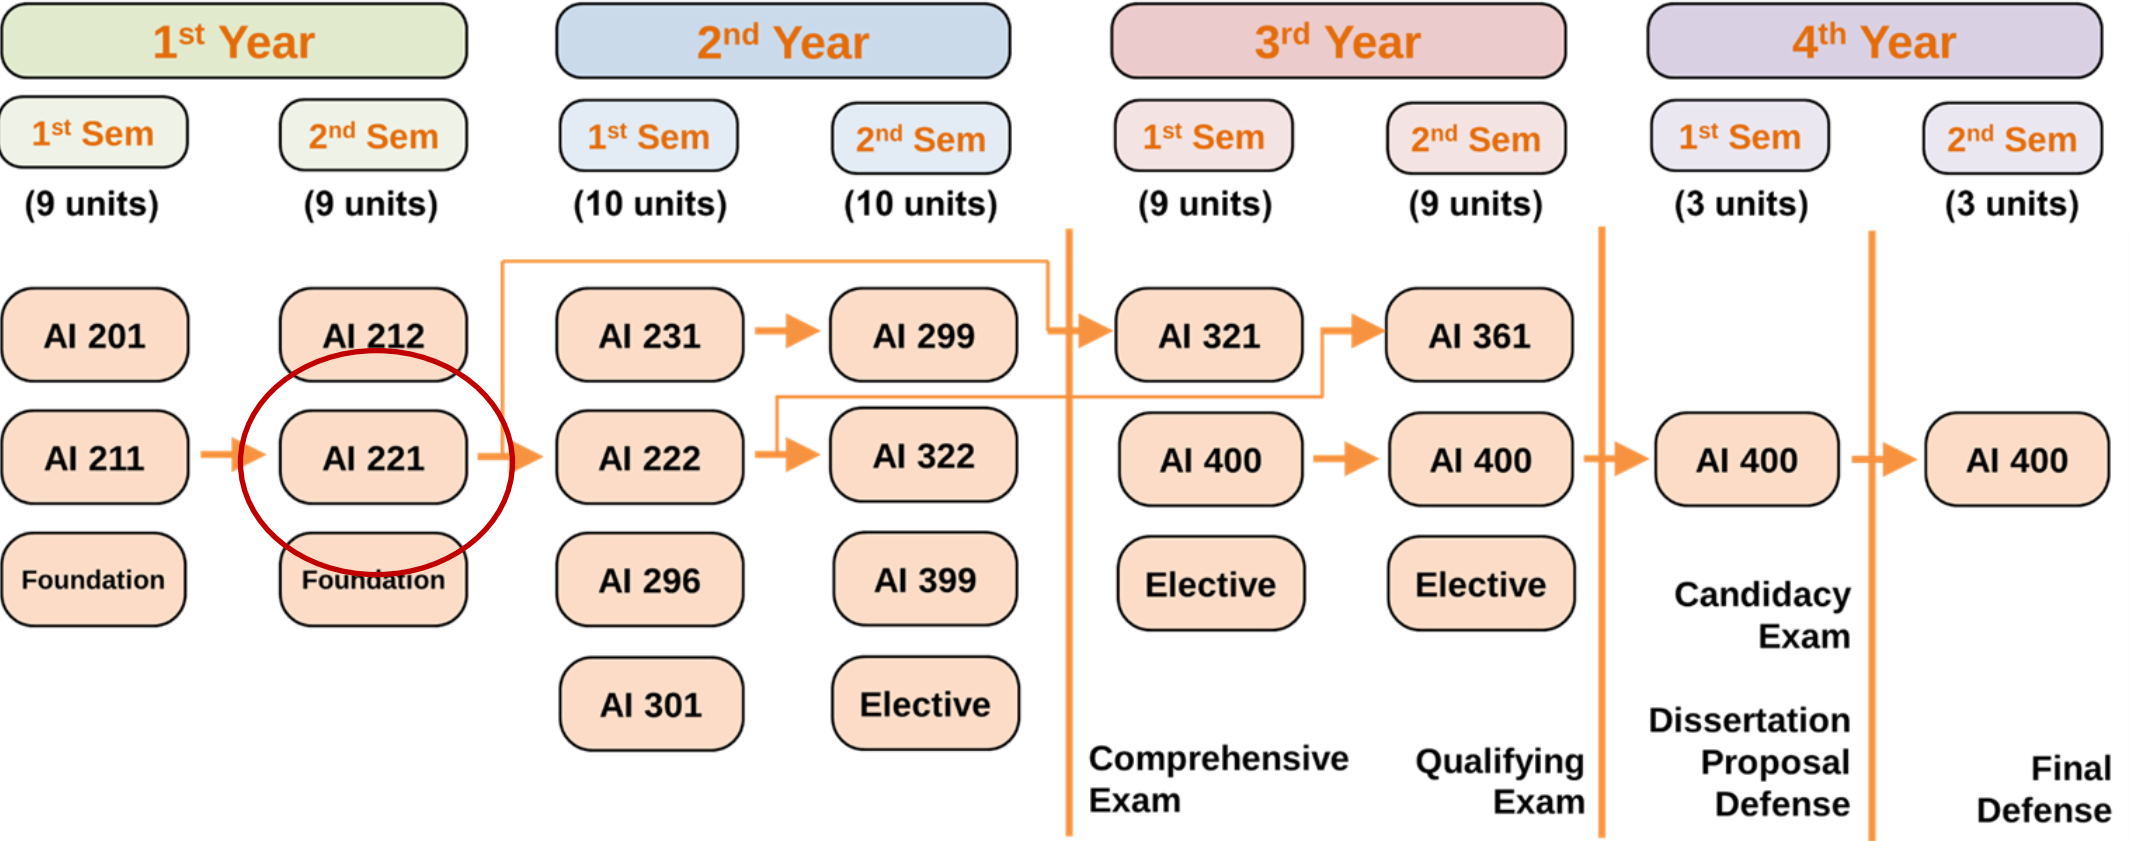 1st Year 2nd Year 3rd Year 4th Year
1st Sem 2nd Sem 1st Sem 2nd Sem 1st Sem 2nd Sem 1st Sem 2nd Sem
(9 units) (9 units) (10 units) (10 units) (9 units) (9 units) (3 units) (3 units)
AI 201 AI 212 AI 231 AI 299 AI 321 AI 361
AI 211 AI 221 AI 222 AI 322 AI 400 AI 400 AI 400 AI 400
Foundation Foundation AI 296 AI 399 Elective Elective
AI 301 Elective
Candidacy
Exam
Dissertation
Proposal
Defense
Comprehensive
Exam
Qualifying
Exam
Final
Defense